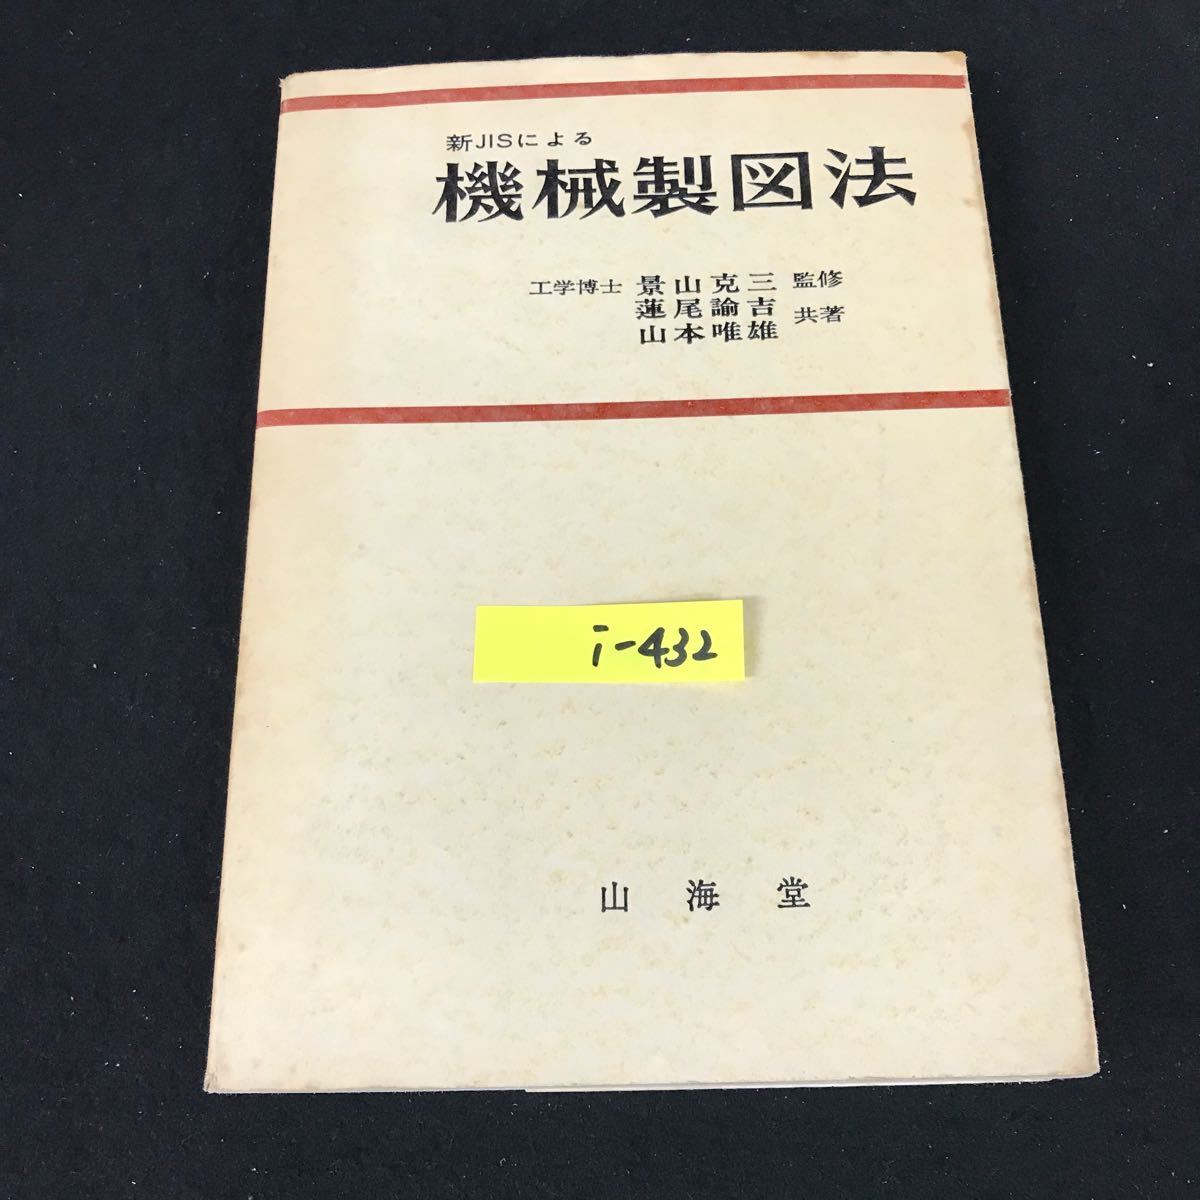 新JISによる
機械製図法
工学博士 景山克三 監修
蓮尾諭吉
山本唯雄 共著
i-432
山海堂